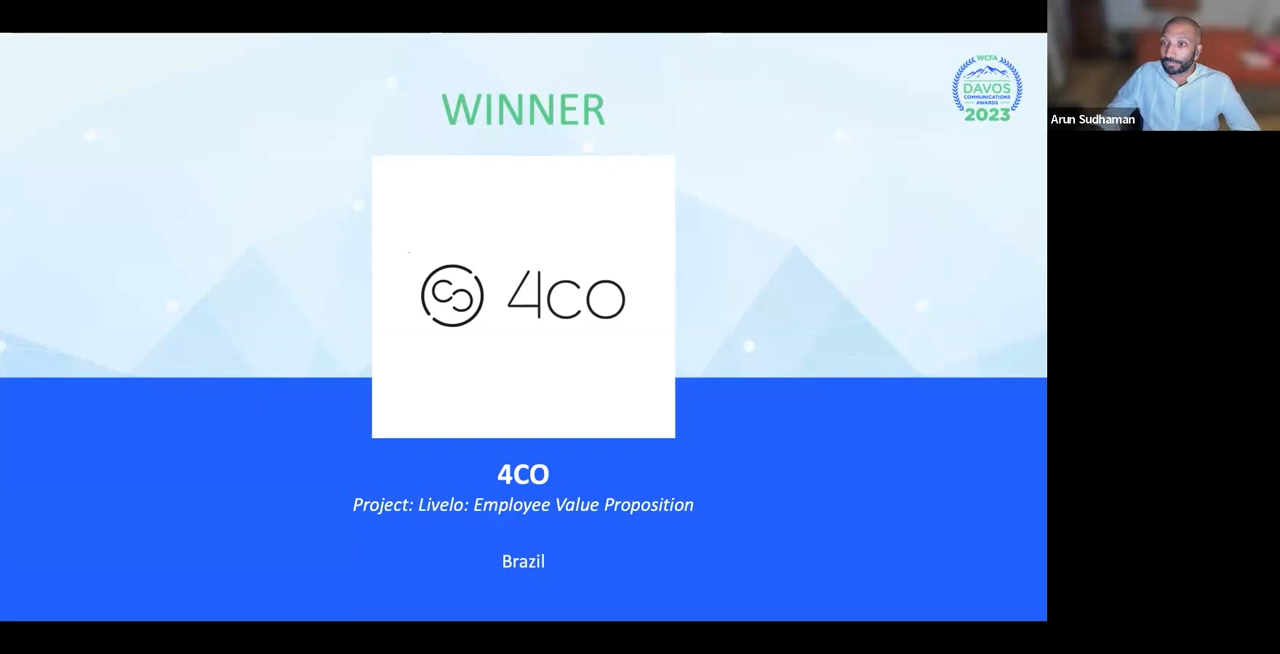 WINNER
WCFA
DAVOS
COMMUNICATIONS
AWARDS
2023
Arun Sudhaman
4co
4CO
Project: Livelo: Employee Value Proposition
Brazil